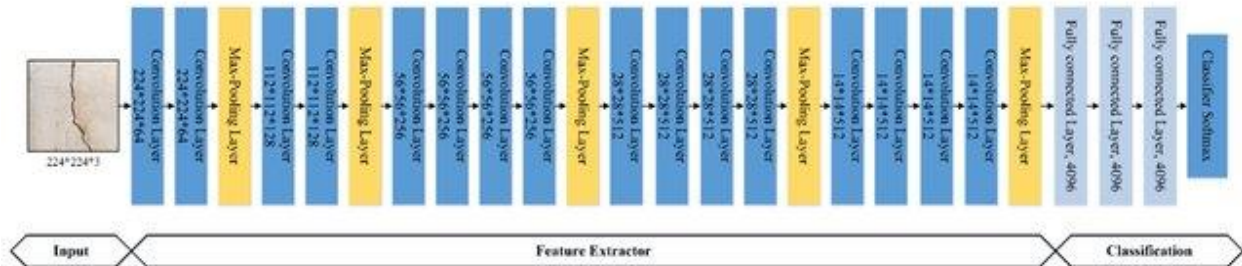 224*224*3
Convolution Layer
224*224*64
Convolution Layer
224*224*64
Max-Pooling Layer
Convolution Layer
112*112*128
Convolution Layer
112*112*128
Max-Pooling Layer
Convolution Layer
56*56*256
Convolution Layer
56*56*256
Convolution Layer
56*56*256
Convolution Layer
56*56*256
Max-Pooling Layer
Convolution Layer
28*28*512
Convolution Layer
28*28*512
Convolution Layer
28*28*512
Convolution Layer
28*28*512
Max-Pooling Layer
Convolution Layer
14*14*512
Convolution Layer
14*14*512
Convolution Layer
14*14*512
Convolution Layer
14*14*512
Max-Pooling Layer
Fully connected Layer, 4096
Fully connected Layer, 4096
Fully connected Layer, 4096
Classifier Softmax
Input
Feature Extractor
Classification